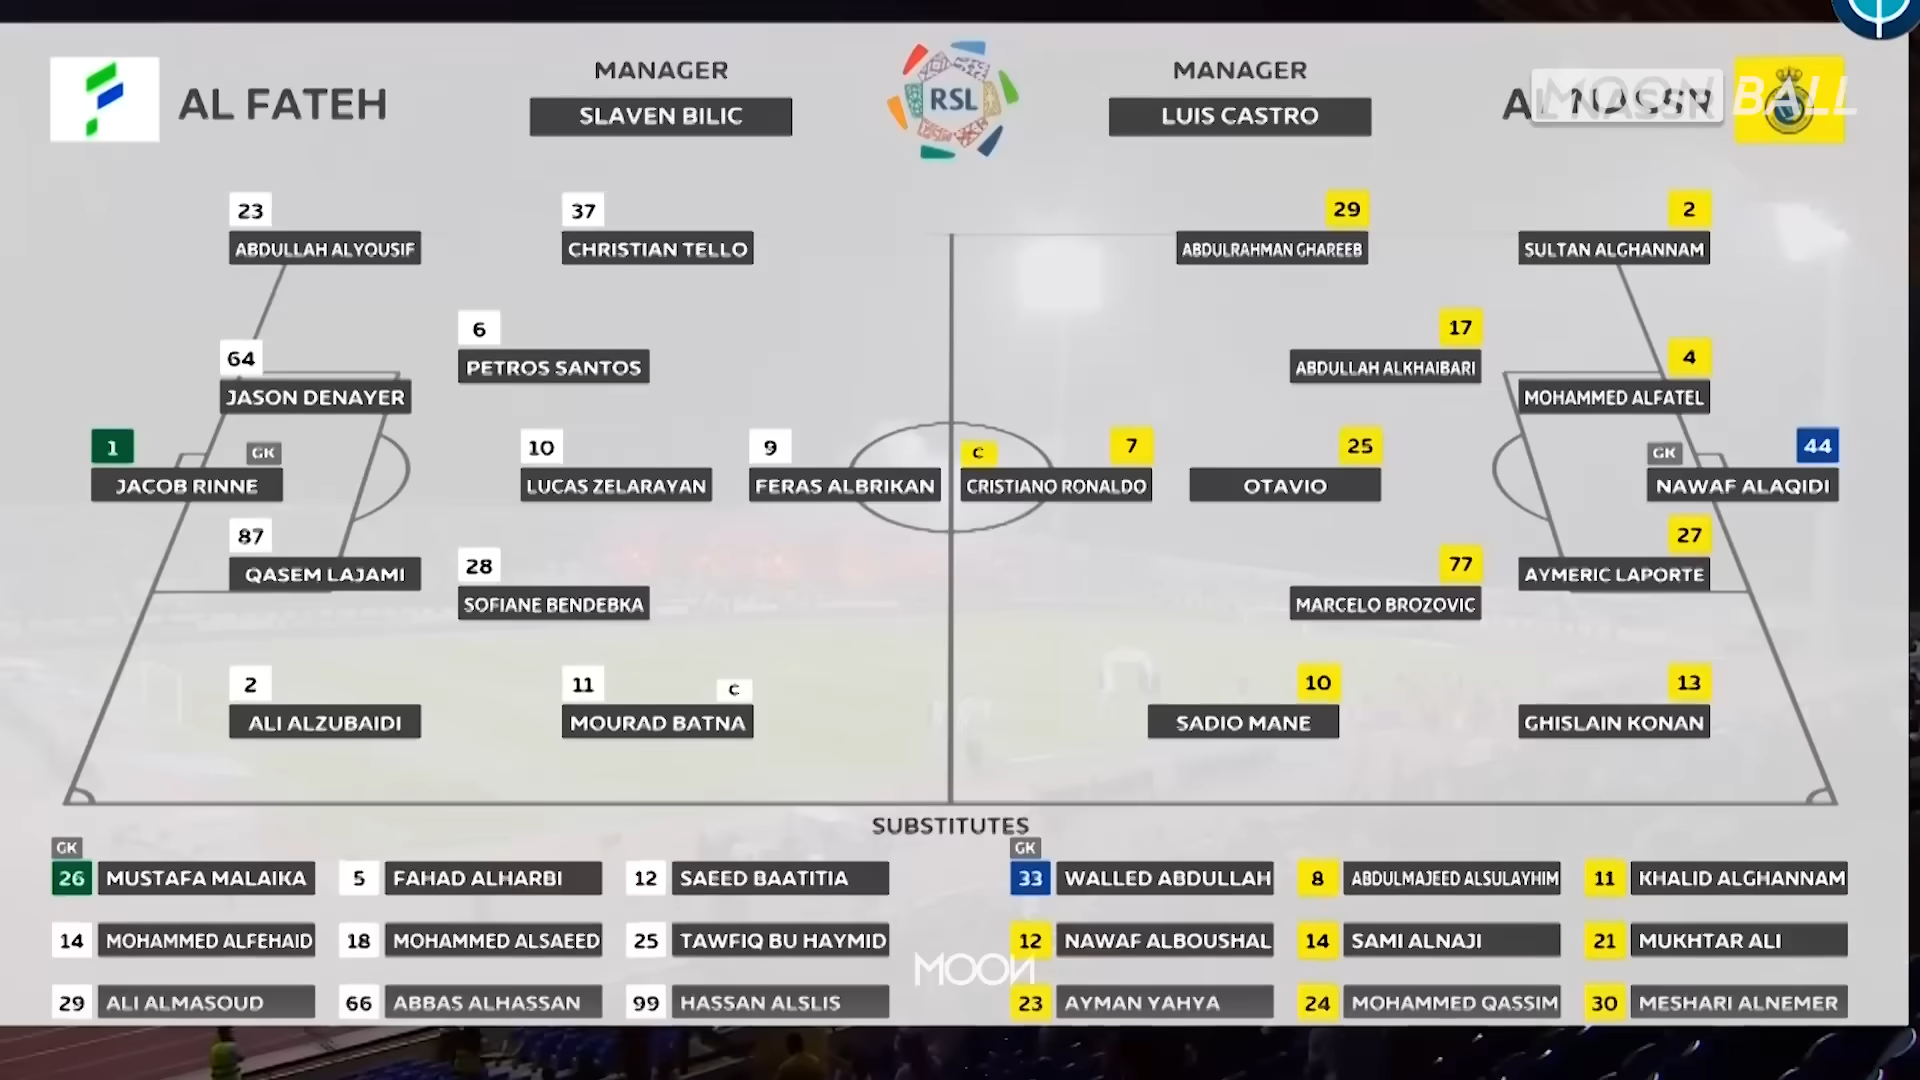 MANAGER
MANAGER
AL FATEH
SLAVEN BILIC
RSL
LUIS CASTRO
AL NASSR
MOON BALL
23
ABDULLAH ALYOUSIF
37
CHRISTIAN TELLO
29
ABDULRAHMAN GHAREEB
2
SULTAN ALGHANNAM
6
PETROS SANTOS
17
ABDULLAH ALKHAIBARI
64
JASON DENAYER
4
MOHAMMED ALFATEL
1
GK
JACOB RINNE
10
LUCAS ZELARAYAN
9
FERAS ALBRIKAN
C
7
CRISTIANO RONALDO
25
OTAVIO
GK
44
NAWAF ALAQIDI
87
QASEM LAJAMI
27
AYMERIC LAPORTE
28
SOFIANE BENDEBKA
77
MARCELO BROZOVIC
2
ALI ALZUBAIDI
11
C
MOURAD BATNA
10
SADIO MANE
13
GHISLAIN KONAN
SUBSTITUTES
GK
GK
26 MUSTAFA MALAIKA 5 FAHAD ALHARBI 12 SAEED BAATITIA
33 WALLED ABDULLAH 8 ABDULMAJEED ALSULAYHIM 11 KHALID ALGHANNAM
14 MOHAMMED ALFEHAID 18 MOHAMMED ALSAEED 25 TAWFIQ BU HAYMID
12 NAWAF ALBOUSHAL 14 SAMI ALNAJI 21 MUKHTAR ALI
MOON
29 ALI ALMASOUD 66 ABBAS ALHASSAN 99 HASSAN ALSLIS
23 AYMAN YAHYA 24 MOHAMMED QASSIM 30 MESHARI ALNEMER